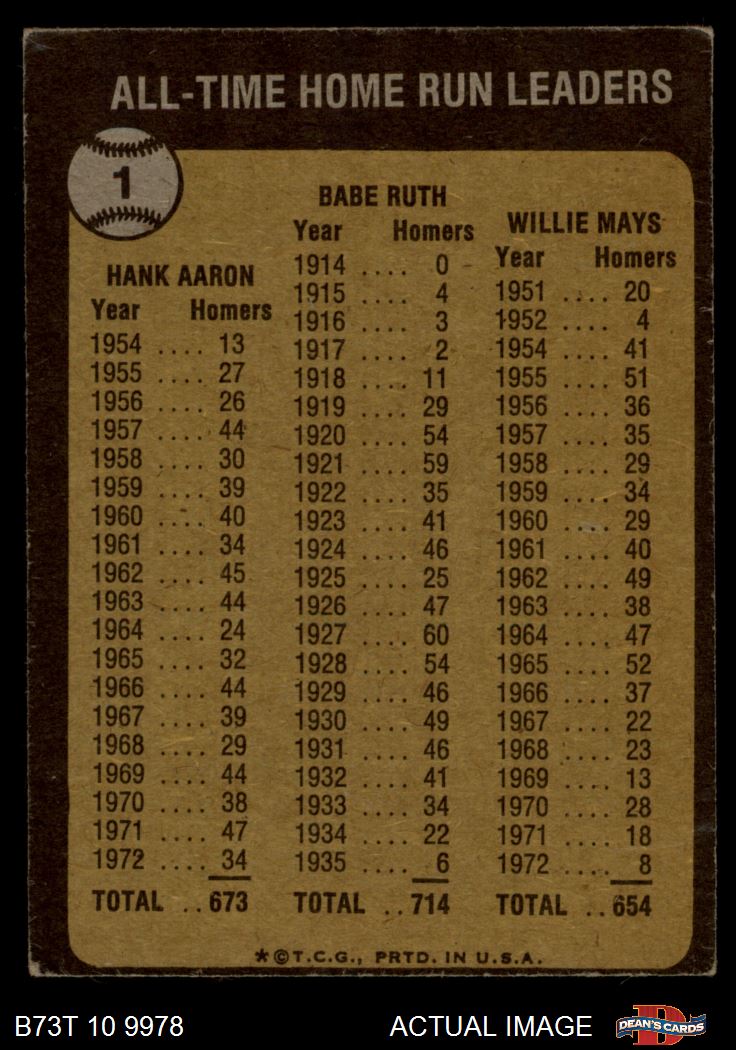 ALL-TIME HOME RUN LEADERS
1
HANK AARON
Year Homers
1954 .... 13
1955 .... 27
1956 .... 26
1957 .... 44
1958 .... 30
1959 .... 39
1960 .... 40
1961 .... 34
1962 .... 45
1963 .... 44
1964 .... 24
1965 .... 32
1966 .... 44
1967 .... 39
1968 .... 29
1969 .... 44
1970 .... 38
1971 .... 47
1972 .... 34
TOTAL .. 673
BABE RUTH
Year Homers
1914 .... 0
1915 .... 4
1916 .... 3
1917 .... 2
1918 .... 11
1919 .... 29
1920 .... 54
1921 .... 59
1922 .... 35
1923 .... 41
1924 .... 46
1925 .... 25
1926 .... 47
1927 .... 60
1928 .... 54
1929 .... 46
1930 .... 49
1931 .... 46
1932 .... 41
1933 .... 34
1934 .... 22
1935 .... 6
TOTAL .. 714
WILLIE MAYS
Year Homers
1951 .... 20
1952 .... 4
1954 .... 41
1955 .... 51
1956 .... 36
1957 .... 35
1958 .... 29
1959 .... 34
1960 .... 29
1961 .... 40
1962 .... 49
1963 .... 38
1964 .... 47
1965 .... 52
1966 .... 37
1967 .... 22
1968 .... 23
1969 .... 13
1970 .... 28
1971 .... 18
1972 .... 8
TOTAL .. 654
*©T.C.G., PRTD. IN U.S.A.
B73T 10 9978 ACTUAL IMAGE
D
DEAN'S CARDS